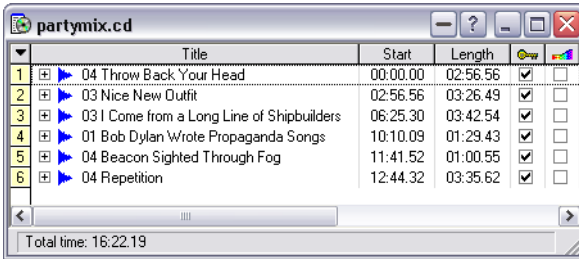 partymix.cd
Title Start Length
1 04 Throw Back Your Head 00:00.00 02:56.56
2 03 Nice New Outfit 02:56.56 03:26.49
3 03 I Come from a Long Line of Shipbuilders 06:25.30 03:42.54
4 01 Bob Dylan Wrote Propaganda Songs 10:10.09 01:29.43
5 04 Beacon Sighted Through Fog 11:41.52 01:00.55
6 04 Repetition 12:44.32 03:35.62
Total time: 16:22.19